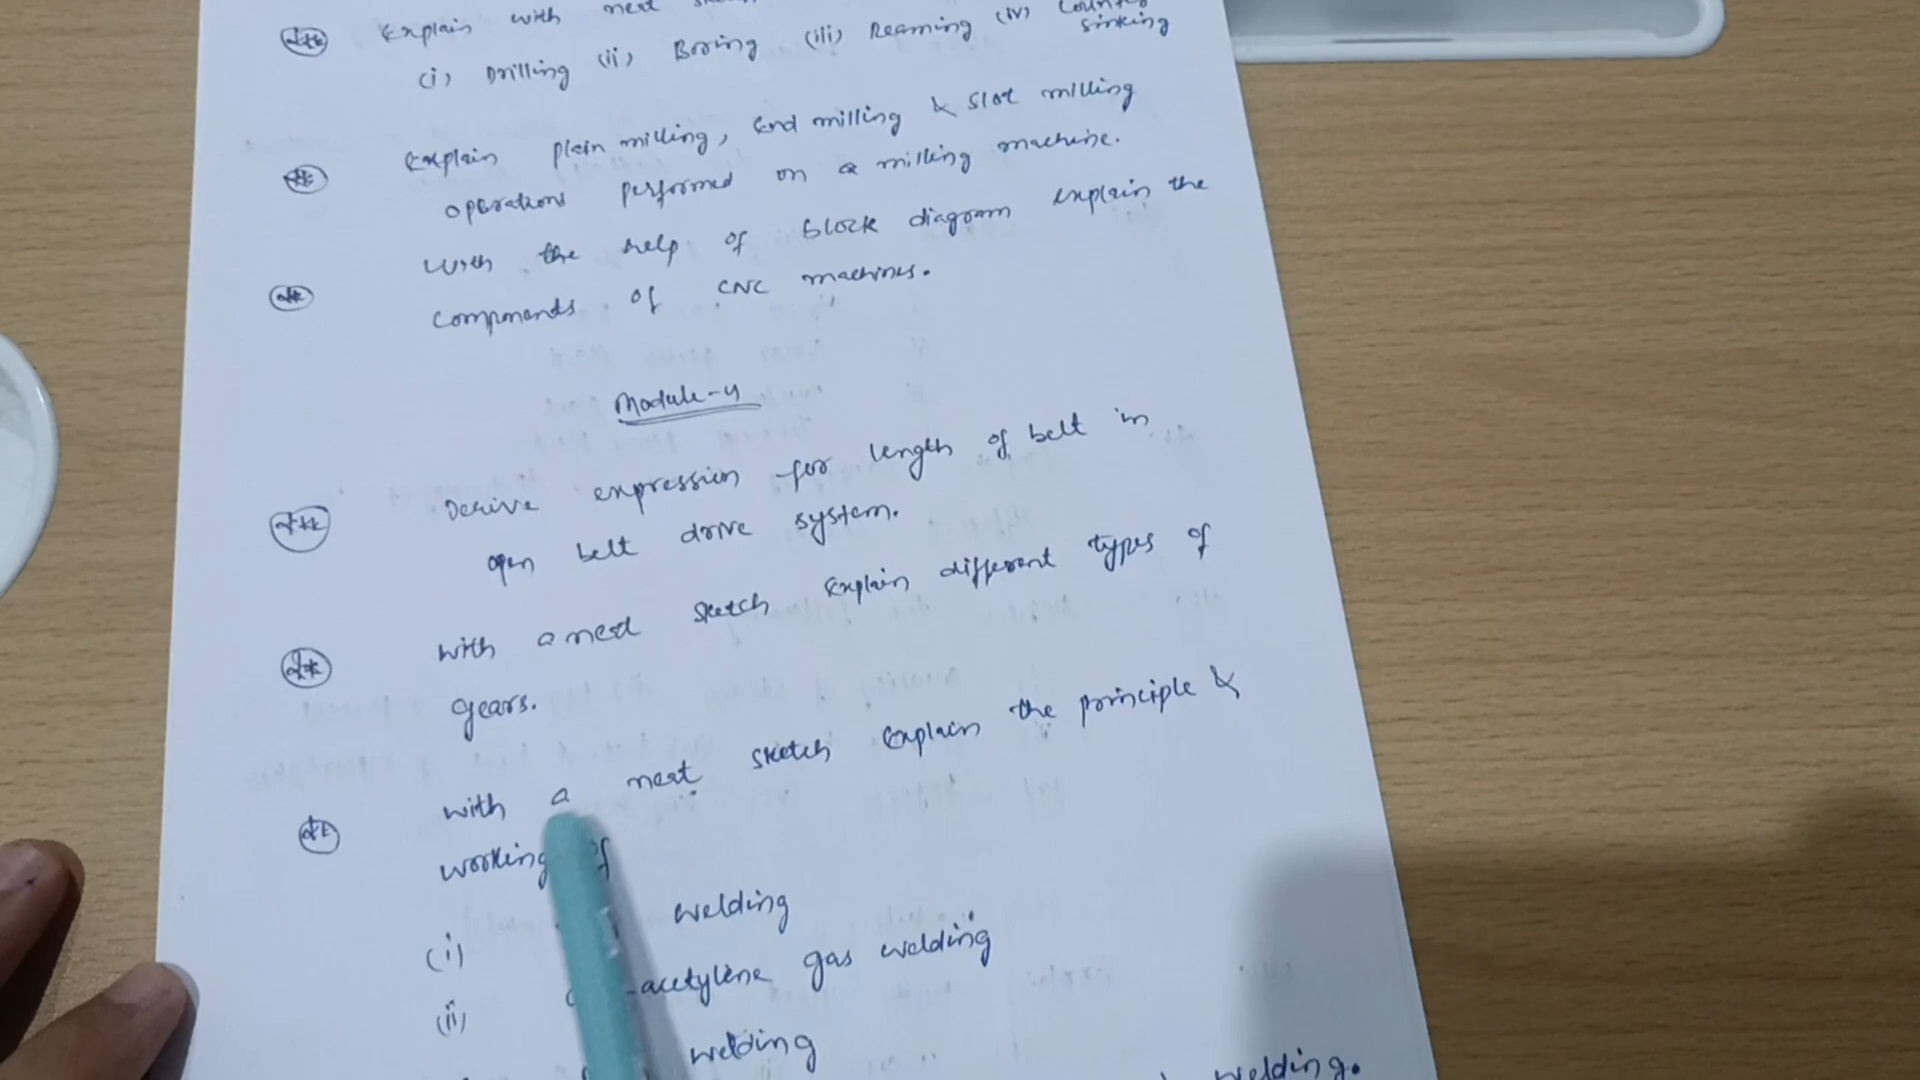 Explain with neat
(i) Drilling (ii) Boring (iii) Reaming (iv) Counter
sinking
Explain plain milling, End milling & slot milling
operations performed on a milling machine.
With the help of block diagram explain the
componands of CNC machines.
Module-4
Derive expression for length of belt in
open belt drive system.
with a neat sketch explain different types of
gears.
with a neat sketch explain the principle &
working of
(i) welding
(ii) -acetylene gas welding
welding
welding.